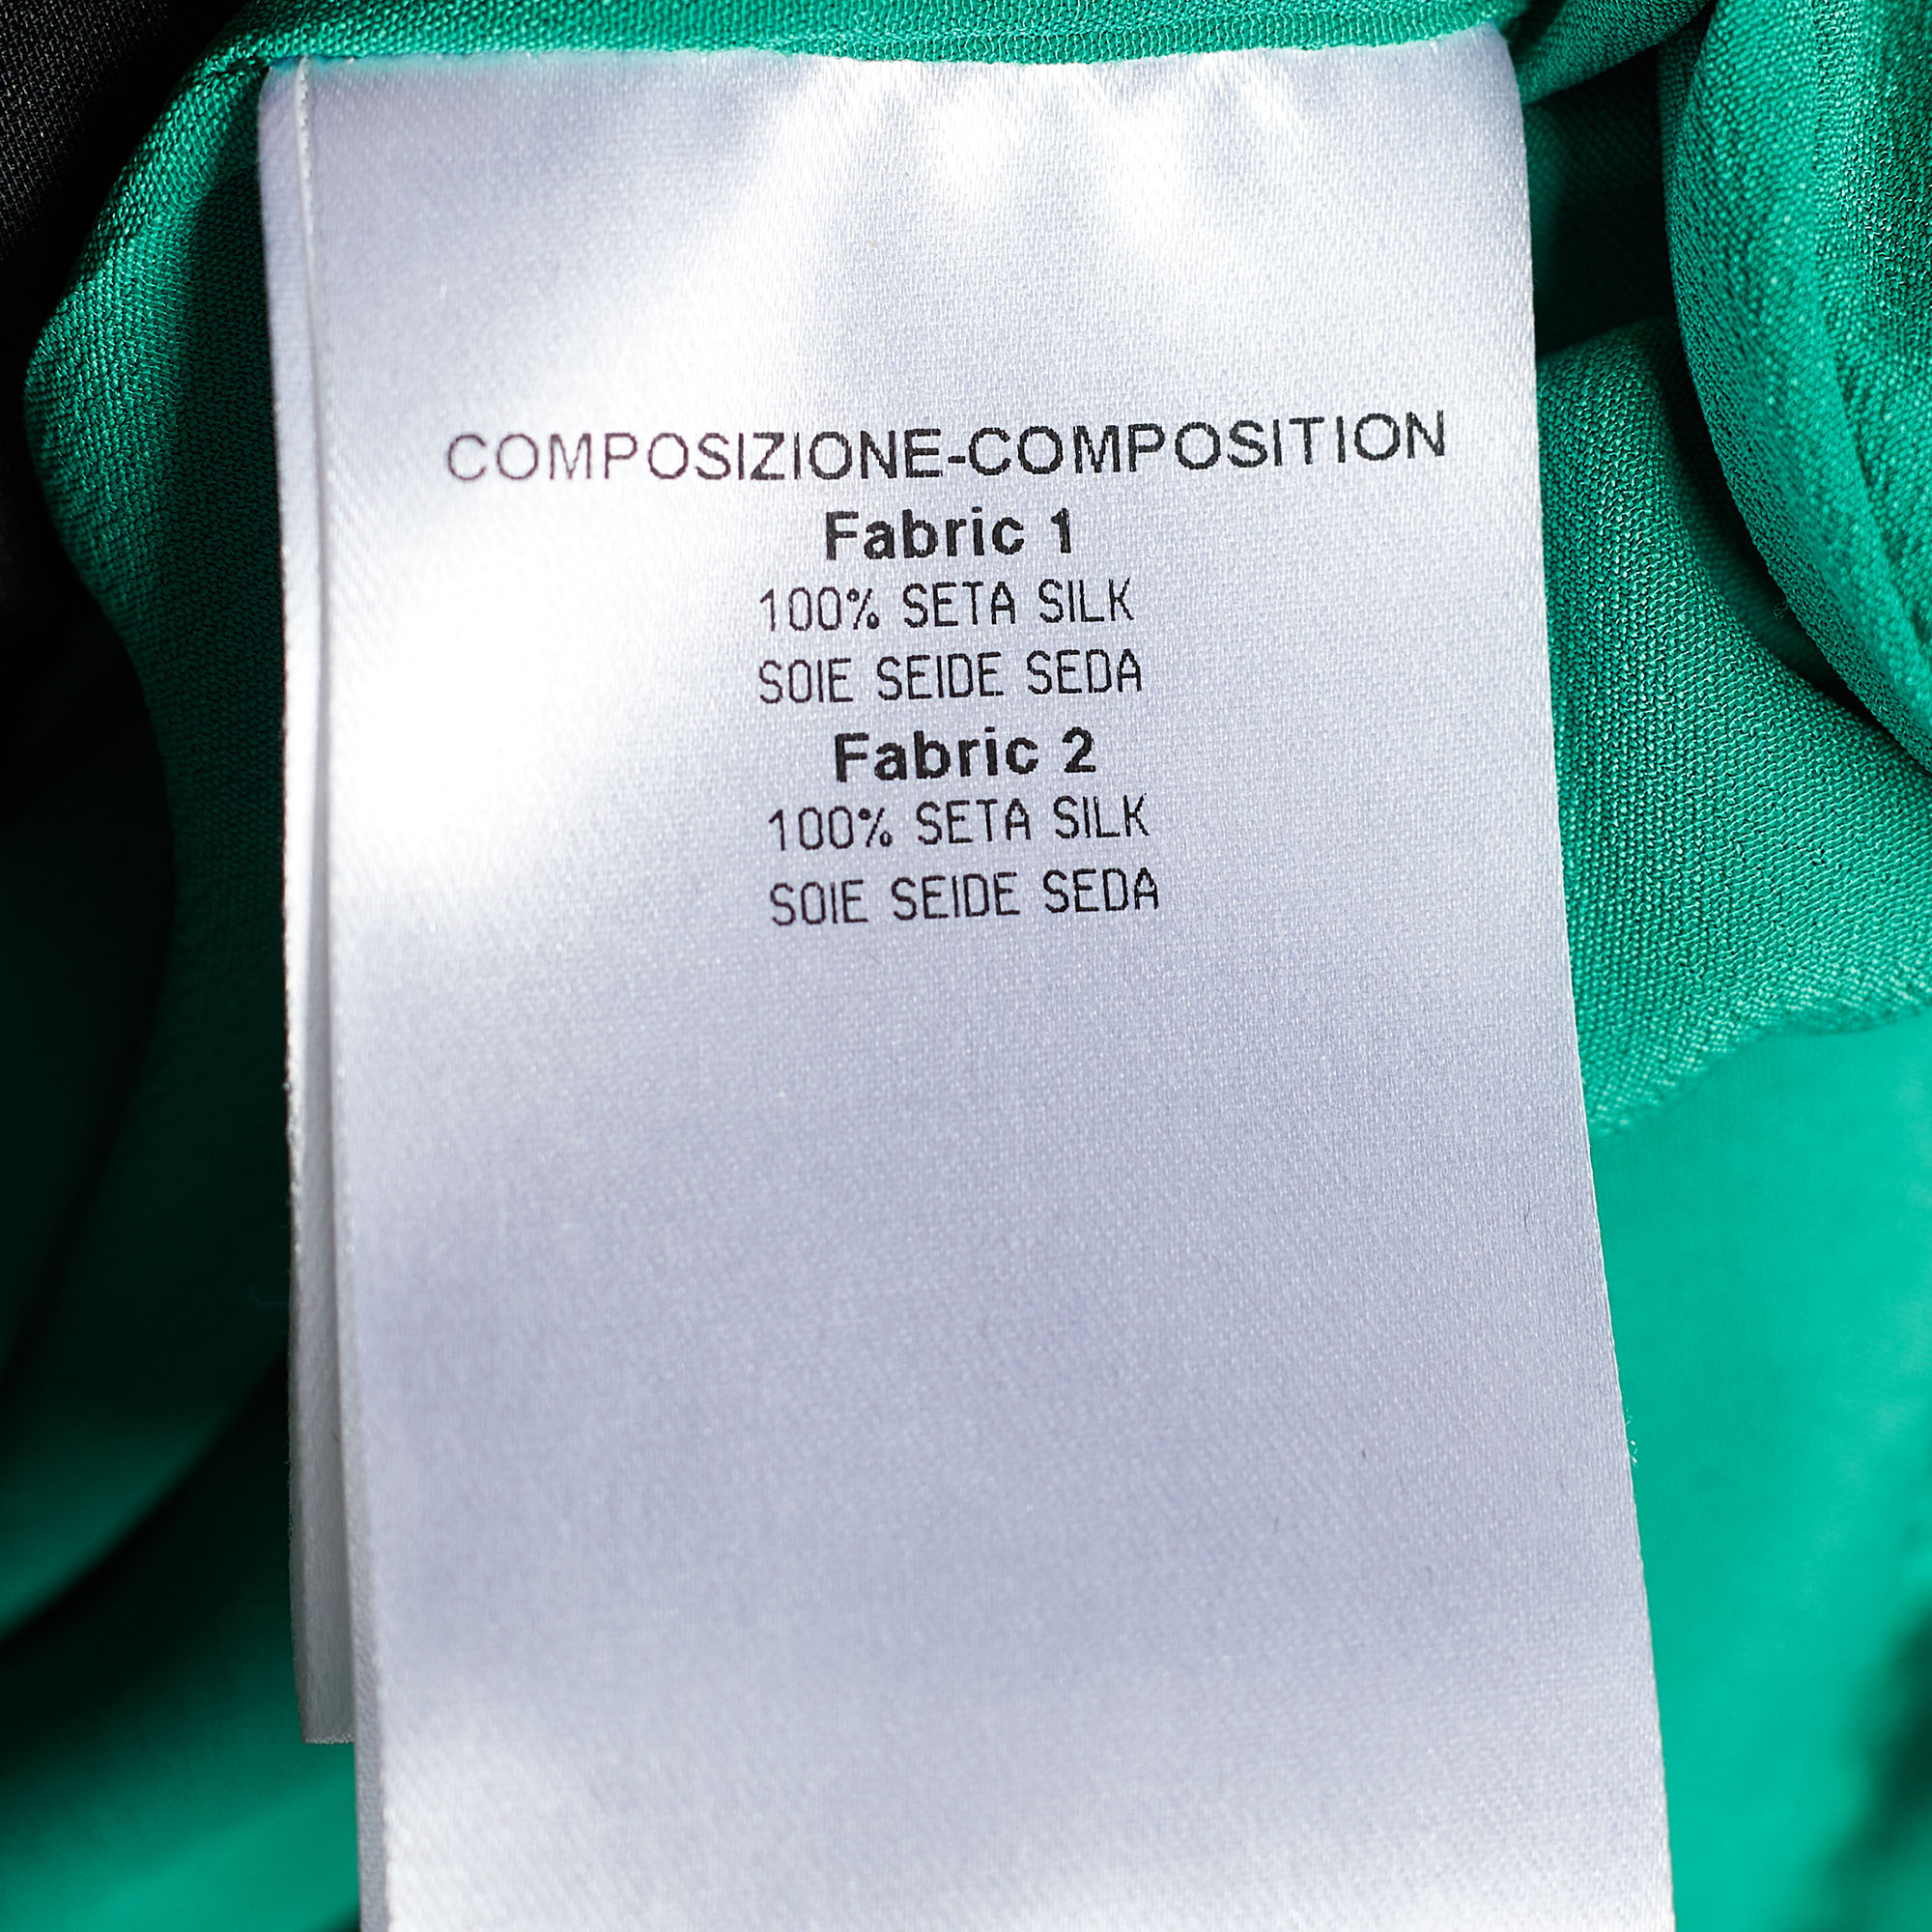 COMPOSIZIONE-COMPOSITION
Fabric 1
100% SETA SILK
SOIE SEIDE SEDA
Fabric 2
100% SETA SILK
SOIE SEIDE SEDA